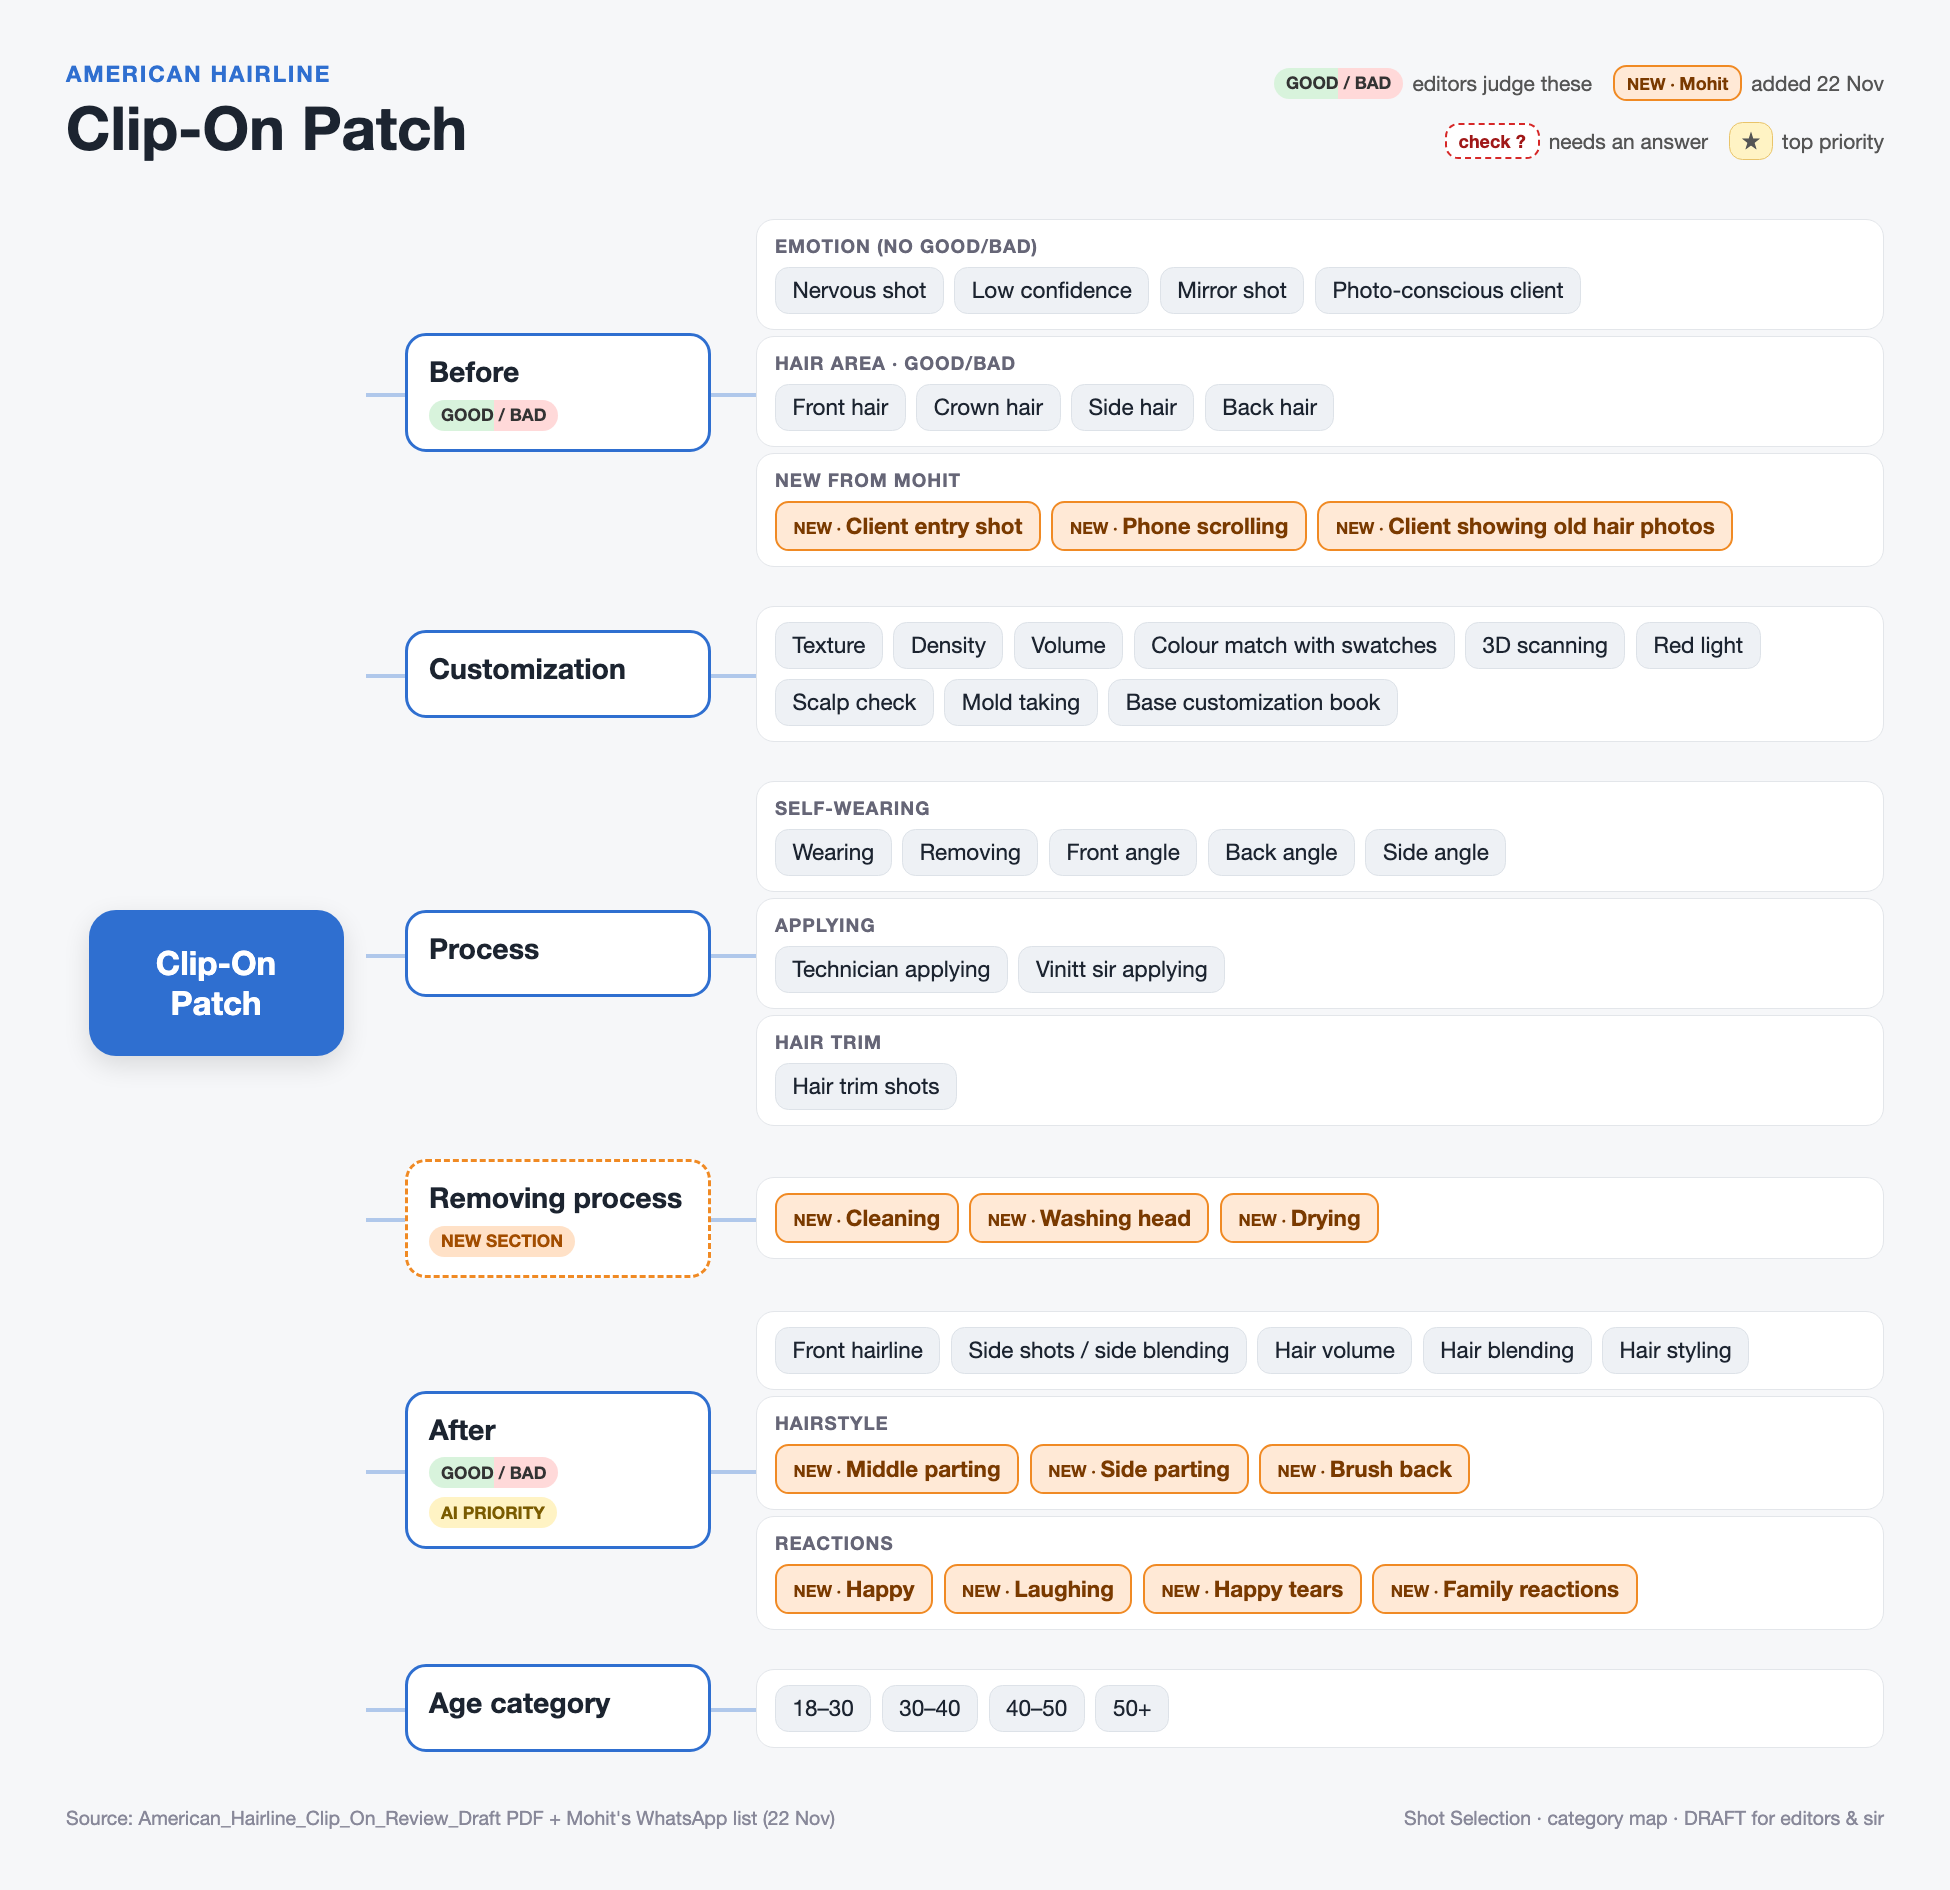 AMERICAN HAIRLINE
Clip-On Patch
GOOD / BAD editors judge these NEW · Mohit added 22 Nov
check ? needs an answer ★ top priority
Clip-On
Patch
Before
GOOD / BAD
EMOTION (NO GOOD/BAD)
Nervous shot Low confidence Mirror shot Photo-conscious client
HAIR AREA · GOOD/BAD
Front hair Crown hair Side hair Back hair
NEW FROM MOHIT
NEW · Client entry shot NEW · Phone scrolling NEW · Client showing old hair photos
Customization
Texture Density Volume Colour match with swatches 3D scanning Red light
Scalp check Mold taking Base customization book
Process
SELF-WEARING
Wearing Removing Front angle Back angle Side angle
APPLYING
Technician applying Vinitt sir applying
HAIR TRIM
Hair trim shots
Removing process
NEW SECTION
NEW · Cleaning NEW · Washing head NEW · Drying
After
GOOD / BAD
AI PRIORITY
Front hairline Side shots / side blending Hair volume Hair blending Hair styling
HAIRSTYLE
NEW · Middle parting NEW · Side parting NEW · Brush back
REACTIONS
NEW · Happy NEW · Laughing NEW · Happy tears NEW · Family reactions
Age category
18–30 30–40 40–50 50+
Source: American_Hairline_Clip_On_Review_Draft PDF + Mohit's WhatsApp list (22 Nov)
Shot Selection · category map · DRAFT for editors & sir